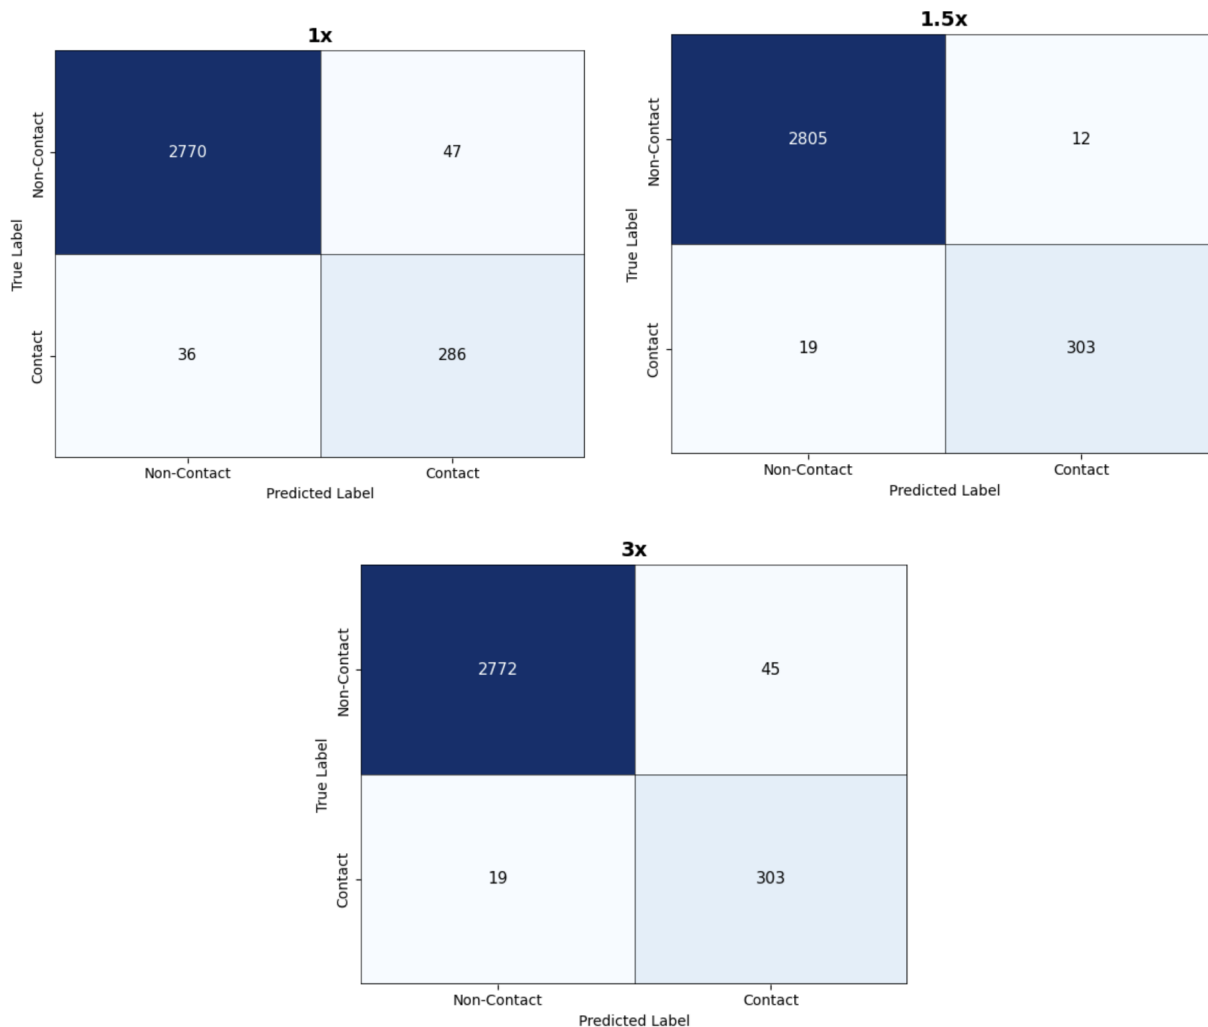 1x
Non-Contact
2770
47
True Label
Contact
36
286
Non-Contact
Contact
Predicted Label
1.5x
Non-Contact
2805
12
True Label
Contact
19
303
Non-Contact
Contact
Predicted Label
3x
Non-Contact
2772
45
True Label
Contact
19
303
Non-Contact
Contact
Predicted Label